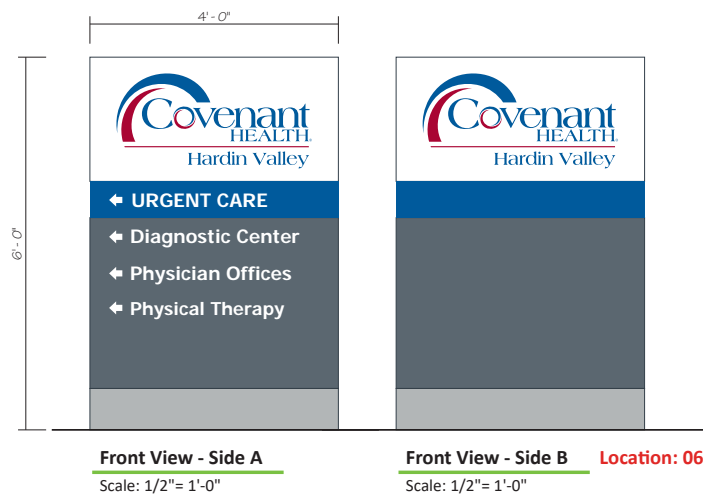 4'-0"
6'-0"
Covenant
HEALTH
Hardin Valley
URGENT CARE
Diagnostic Center
Physician Offices
Physical Therapy
Front View - Side A
Scale: 1/2"= 1'-0"
Covenant
HEALTH
Hardin Valley
Front View - Side B
Scale: 1/2"= 1'-0"
Location: 06